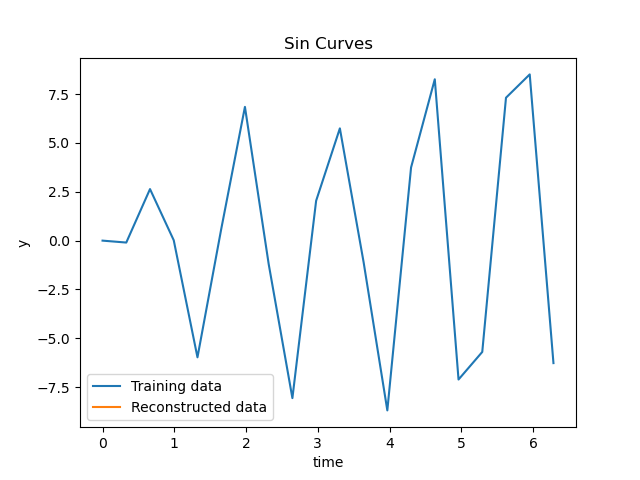 Sin Curves
7.5
5.0
2.5
0.0
−2.5
−5.0
−7.5
y
Training data
Reconstructed data
0 1 2 3 4 5 6
time